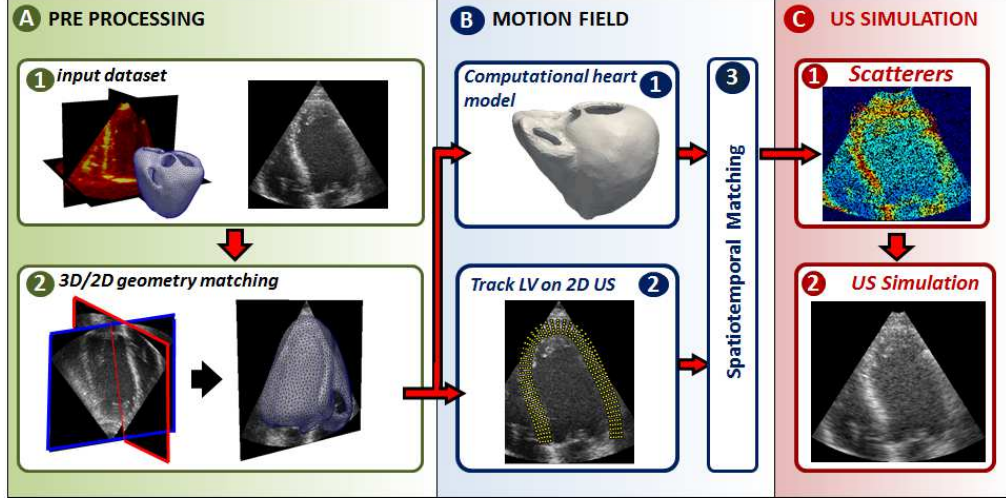 A PRE PROCESSING
1 input dataset
2 3D/2D geometry matching
B MOTION FIELD
Computational heart
model 1
Track LV on 2D US 2
3
Spatiotemporal Matching
C US SIMULATION
1 Scatterers
2 US Simulation